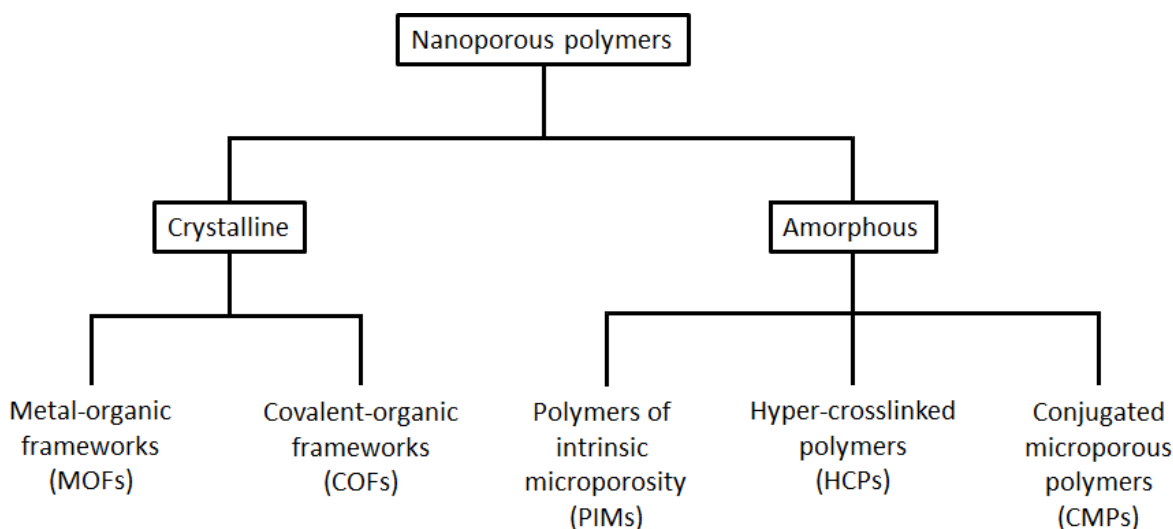 Nanoporous polymers
Crystalline
Amorphous
Metal-organic
frameworks
(MOFs)
Covalent-organic
frameworks
(COFs)
Polymers of
intrinsic
microporosity
(PIMs)
Hyper-crosslinked
polymers
(HCPs)
Conjugated
microporous
polymers
(CMPs)